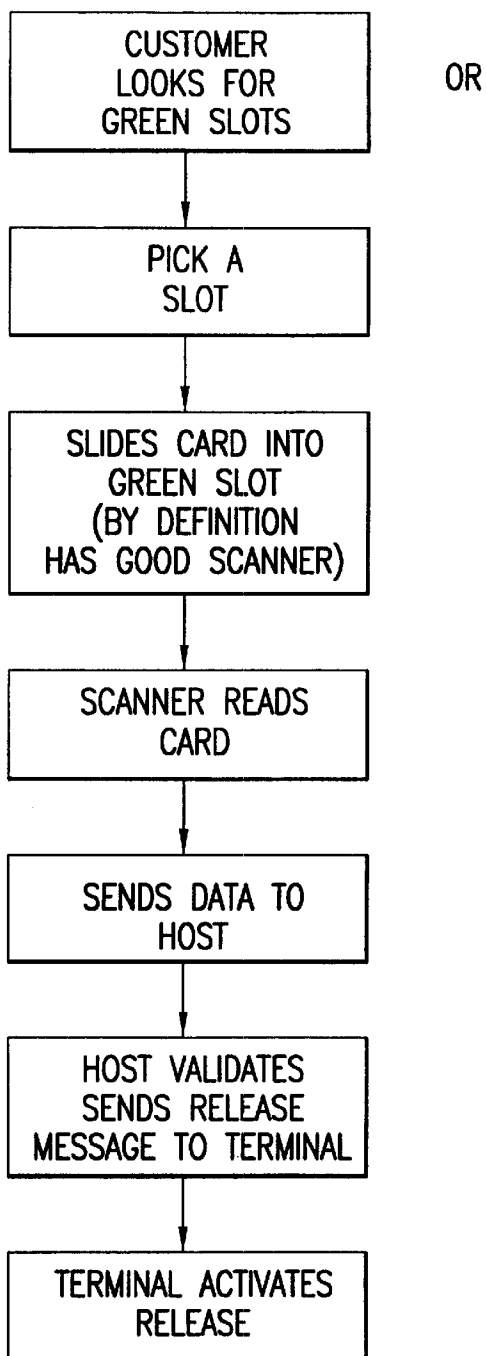 CUSTOMER
LOOKS FOR
GREEN SLOTS
OR
PICK A
SLOT
SLIDES CARD INTO
GREEN SLOT
(BY DEFINITION
HAS GOOD SCANNER)
SCANNER READS
CARD
SENDS DATA TO
HOST
HOST VALIDATES
SENDS RELEASE
MESSAGE TO TERMINAL
TERMINAL ACTIVATES
RELEASE